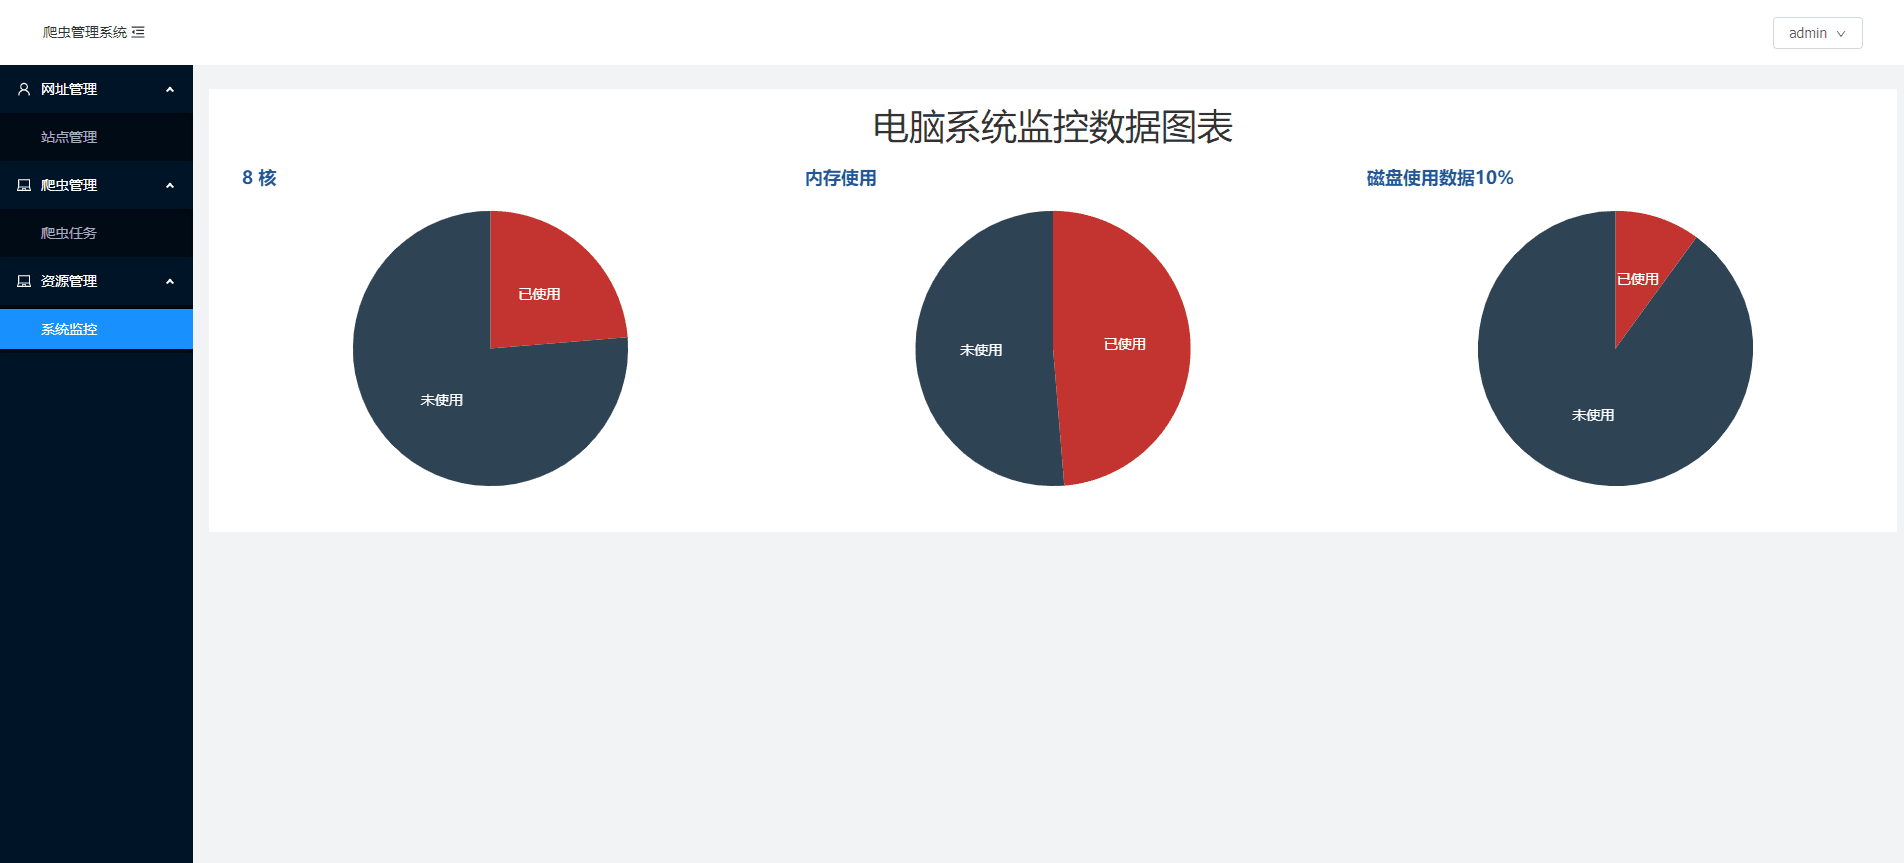 爬虫管理系统
admin
网址管理
站点管理
爬虫管理
爬虫任务
资源管理
系统监控
电脑系统监控数据图表
8 核
已使用
未使用
内存使用
已使用
未使用
磁盘使用数据10%
已使用
未使用